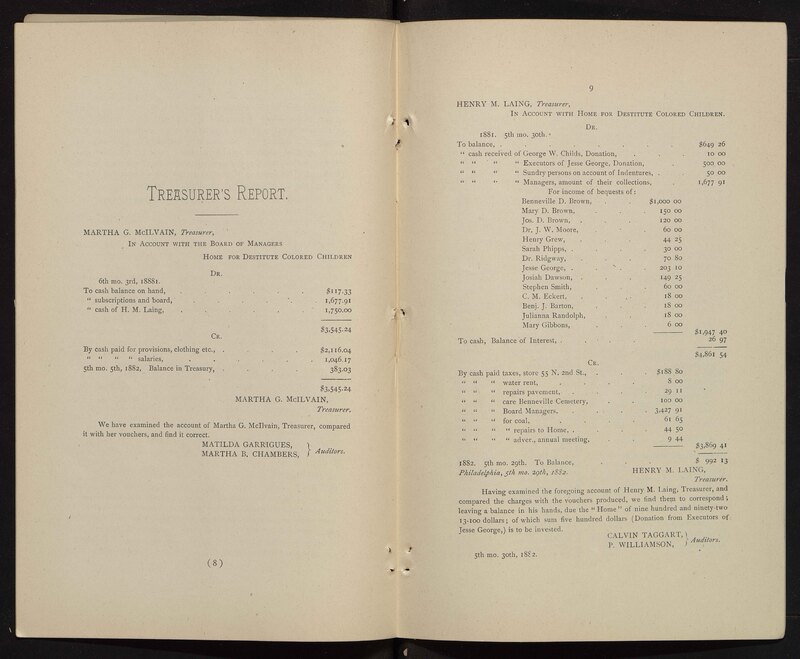 TREASURER'S REPORT.
MARTHA G. McILVAIN, Treasurer,
IN ACCOUNT WITH THE BOARD OF MANAGERS
HOME FOR DESTITUTE COLORED CHILDREN
DR.
6th mo. 3rd, 18881.
To cash balance on hand, . . . . . . $117.33
" subscriptions and board, . . . . . . 1,677.91
" cash of H. M. Laing, . . . . . . 1,750.00
$3,545.24
CR.
By cash paid for provisions, clothing etc., . . . . $2,116.04
" " " " salaries, . . . . . 1,046.17
5th mo. 5th, 1882, Balance in Treasury, . . . . 383.03
$3,545.24
MARTHA G. McILVAIN,
Treasurer.
We have examined the account of Martha G. McIlvain, Treasurer, compared
it with her vouchers, and find it correct.
MATILDA GARRIGUES, } Auditors.
MARTHA B. CHAMBERS,
(8)
9
HENRY M. LAING, Treasurer,
IN ACCOUNT WITH HOME FOR DESTITUTE COLORED CHILDREN.
DR.
1881. 5th mo. 30th.
To balance, . . . . . . . $649 26
" cash received of George W. Childs, Donation, . . . 10 00
" " " " Executors of Jesse George, Donation, . . 500 00
" " " " Sundry persons on account of Indentures, . . 50 00
" " " " Managers, amount of their collections, . . 1,677 91
For income of bequests of:
Benneville D. Brown, . . $1,000 00
Mary D. Brown, . . . 150 00
Jos. D. Brown, . . . 120 00
Dr. J. W. Moore, . . . 60 00
Henry Grew, . . . 44 25
Sarah Phipps, . . . . 30 00
Dr. Ridgway, . . . 70 80
Jesse George, . . . . 203 10
Josiah Dawson, . . . 149 25
Stephen Smith, . . . 60 00
C. M. Eckert, . . . 18 00
Benj. J. Barton, . . . 18 00
Julianna Randolph, . . . 18 00
Mary Gibbons, . . . 6 00
$1,947 40
To cash, Balance of Interest, . . . . . 26 97
$4,861 54
CR.
By cash paid taxes, store 55 N. 2nd St., . . . $188 80
" " " water rent, . . . . 8 00
" " " repairs pavement, . . . 29 11
" " " care Benneville Cemetery, . . . 100 00
" " " Board Managers, . . . 3,427 91
" " " for coal, . . . . 61 65
" " " " repairs to Home, . . . 44 50
" " " " adver., annual meeting, . . 9 44
$3,869 41
1882. 5th mo. 29th. To Balance, . . . . $ 992 13
Philadelphia, 5th mo. 29th, 1882. HENRY M. LAING,
Treasurer.
Having examined the foregoing account of Henry M. Laing, Treasurer, and
compared the charges with the vouchers produced, we find them to correspond;
leaving a balance in his hands, due the "Home" of nine hundred and ninety-two
13-100 dollars; of which sum five hundred dollars (Donation from Executors of
Jesse George,) is to be invested.
CALVIN TAGGART, } Auditors.
P. WILLIAMSON,
5th mo. 30th, 1882.